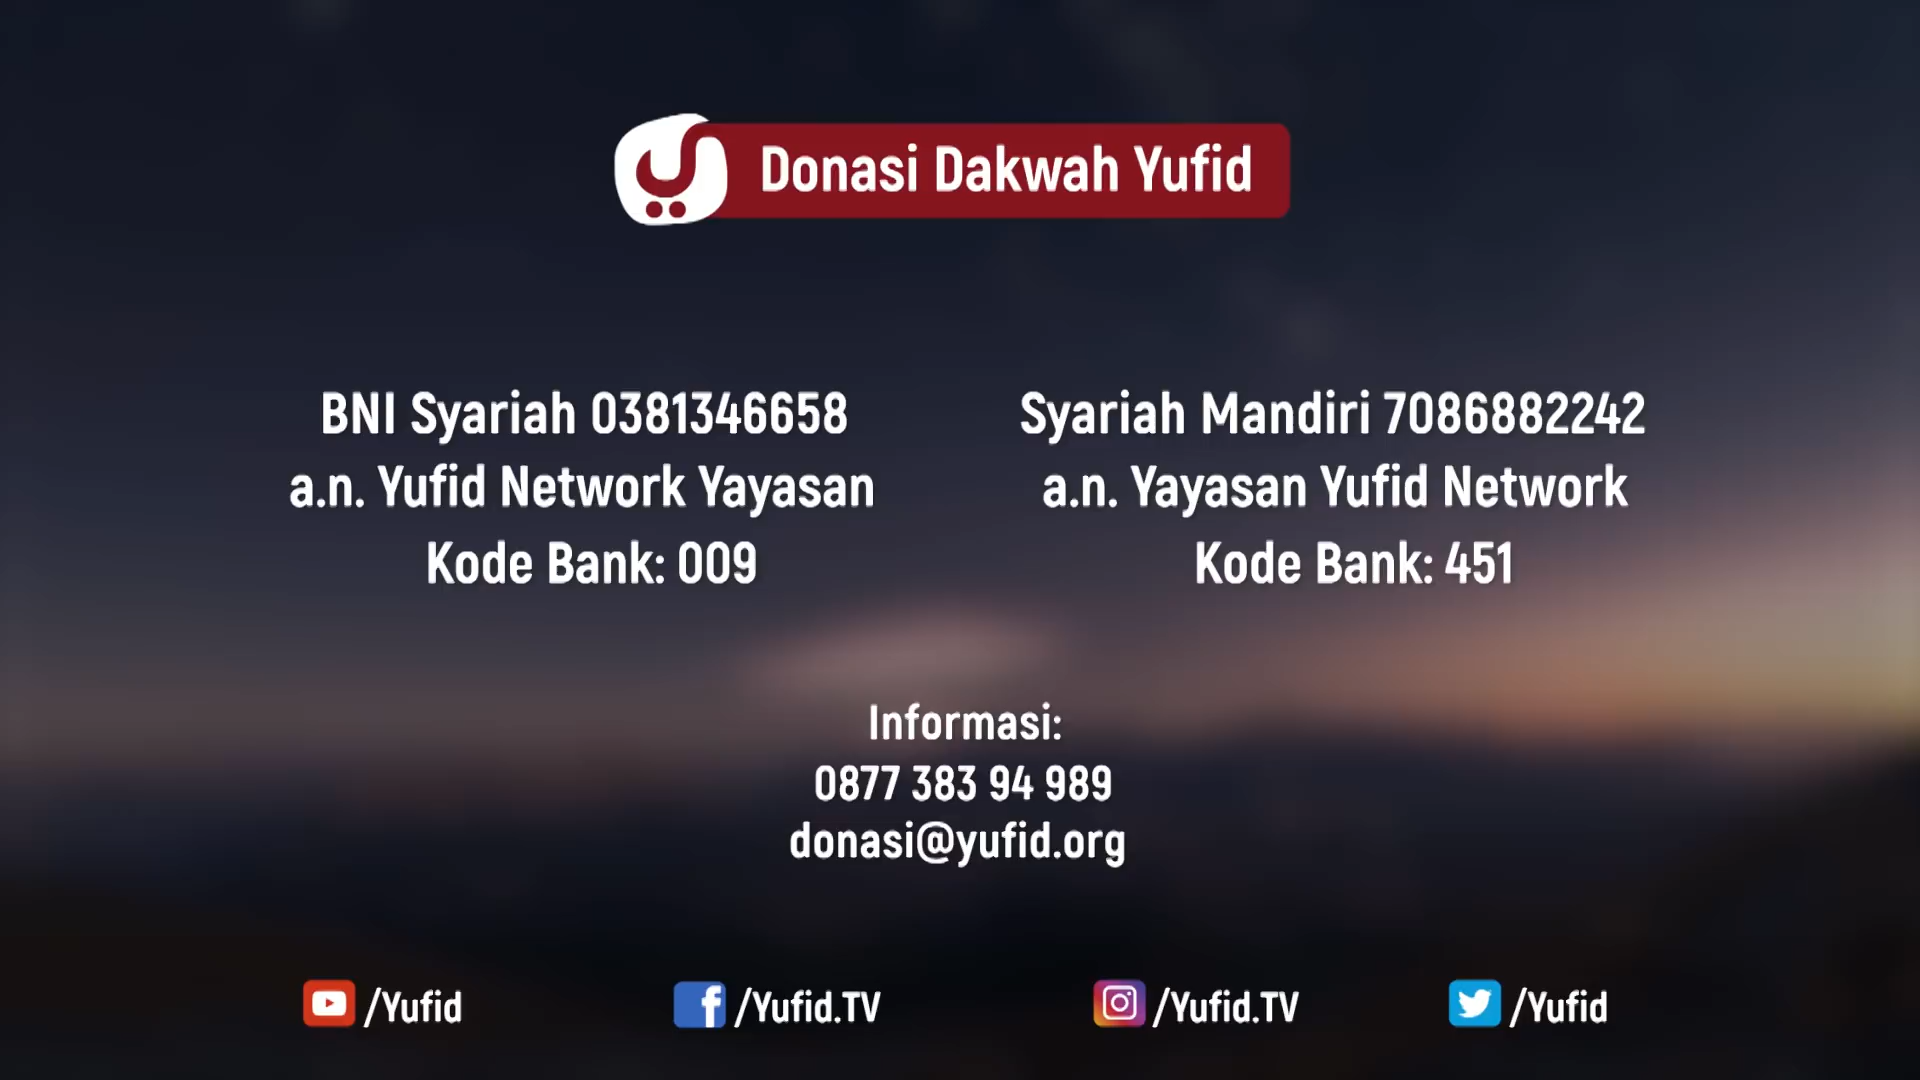 Donasi Dakwah Yufid
BNI Syariah 0381346658
a.n. Yufid Network Yayasan
Kode Bank: 009
Syariah Mandiri 7086882242
a.n. Yayasan Yufid Network
Kode Bank: 451
Informasi:
0877 383 94 989
donasi@yufid.org
/Yufid
/Yufid.TV
/Yufid.TV
/Yufid